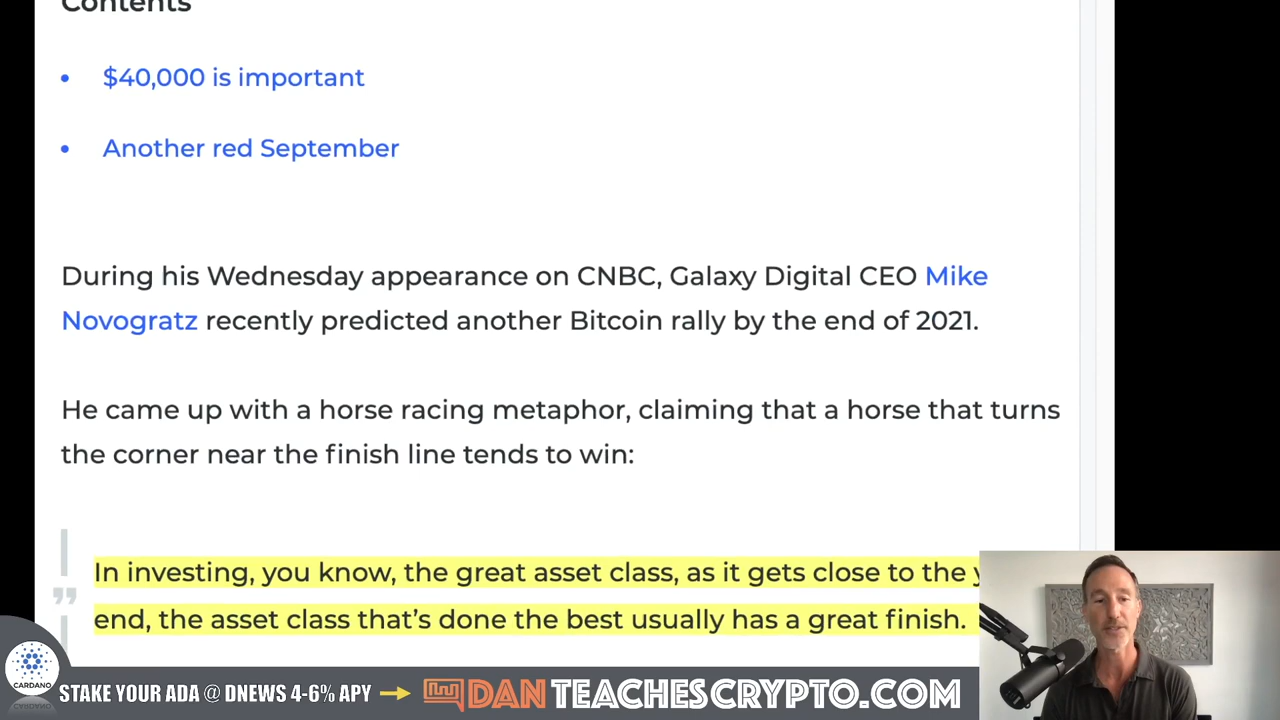 Contents
• $40,000 is important
• Another red September
During his Wednesday appearance on CNBC, Galaxy Digital CEO Mike
Novogratz recently predicted another Bitcoin rally by the end of 2021.
He came up with a horse racing metaphor, claiming that a horse that turns
the corner near the finish line tends to win:
In investing, you know, the great asset class, as it gets close to the
end, the asset class that’s done the best usually has a great finish.
”
CARDANO
STAKE YOUR ADA @ DNEWS 4-6% APY
DANTEACHESCRYPTO.COM